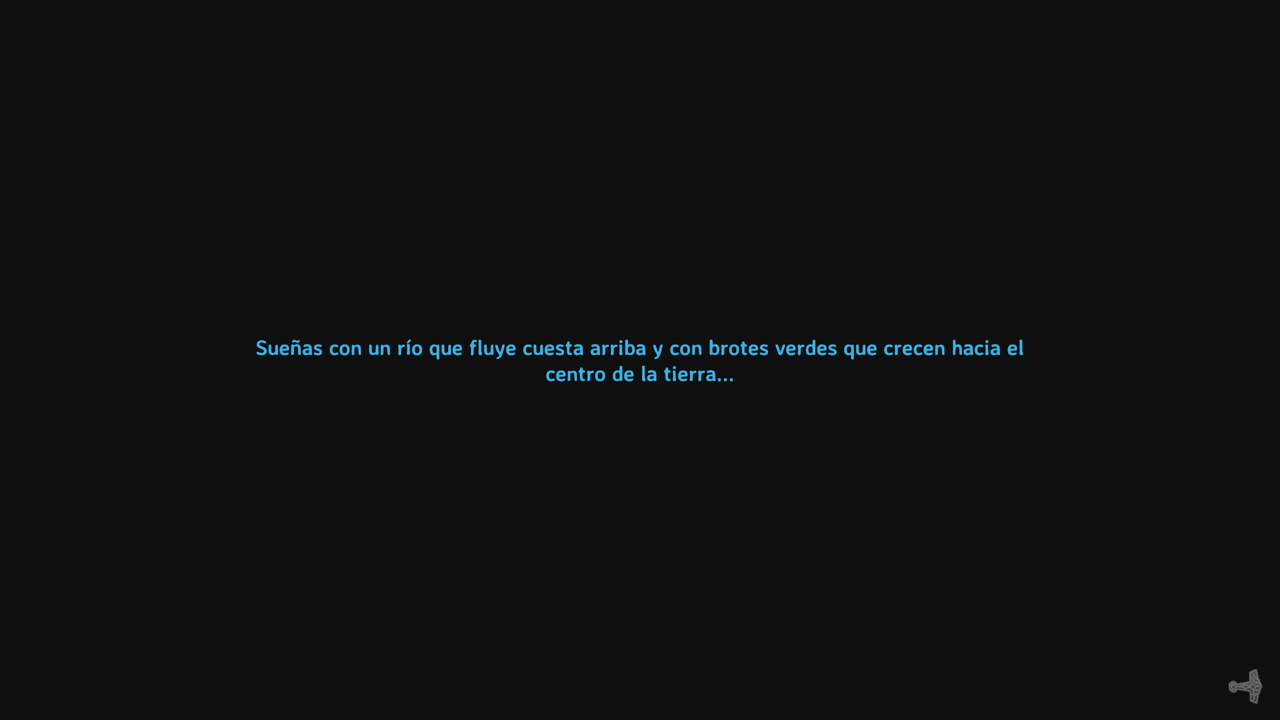 Sueñas con un río que fluye cuesta arriba y con brotes verdes que crecen hacia el
centro de la tierra...